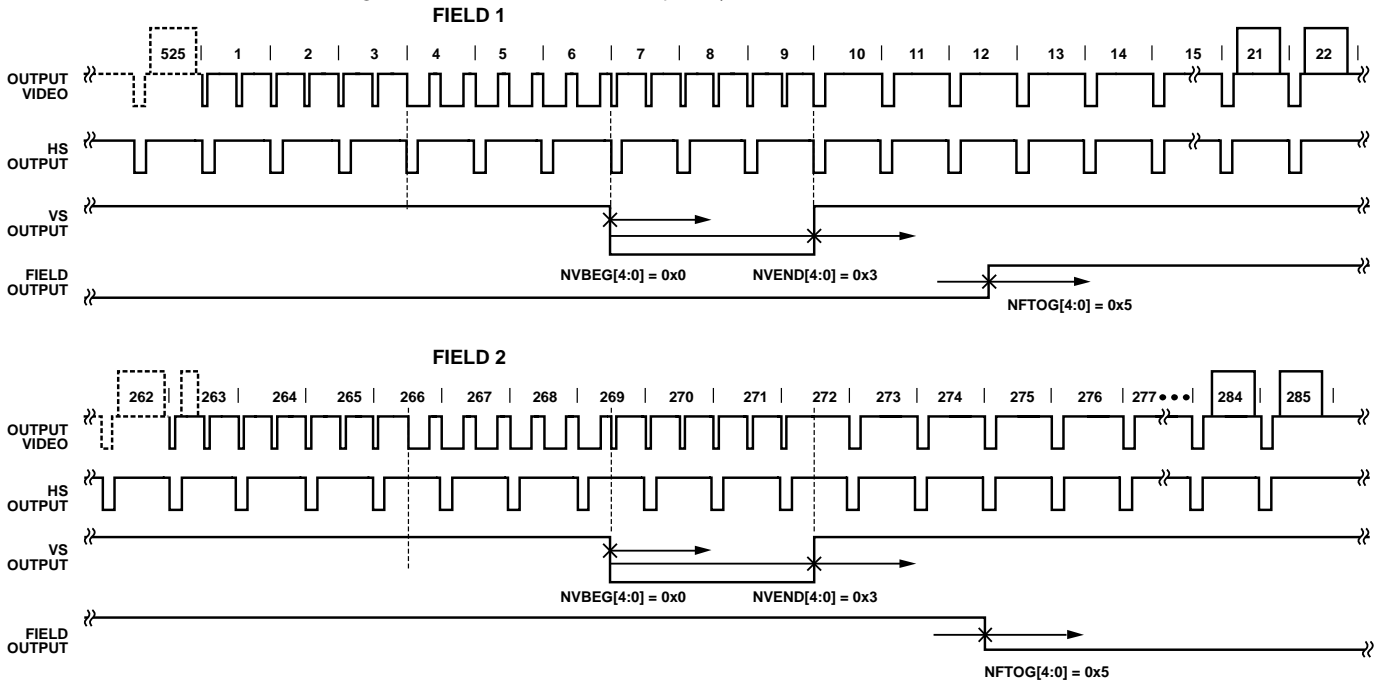 FIELD 1
525 | 1 | 2 | 3 | 4 | 5 | 6 | 7 | 8 | 9 | 10 | 11 | 12 | 13 | 14 | 15 | 21 | 22 |
OUTPUT
VIDEO
HS
OUTPUT
VS
OUTPUT
NVBEG[4:0] = 0x0 NVEND[4:0] = 0x3
FIELD
OUTPUT
NFTOG[4:0] = 0x5
FIELD 2
262 | 263 | 264 | 265 | 266 | 267 | 268 | 269 | 270 | 271 | 272 | 273 | 274 | 275 | 276 | 277 ••• | 284 | 285 |
OUTPUT
VIDEO
HS
OUTPUT
VS
OUTPUT
NVBEG[4:0] = 0x0 NVEND[4:0] = 0x3
FIELD
OUTPUT
NFTOG[4:0] = 0x5